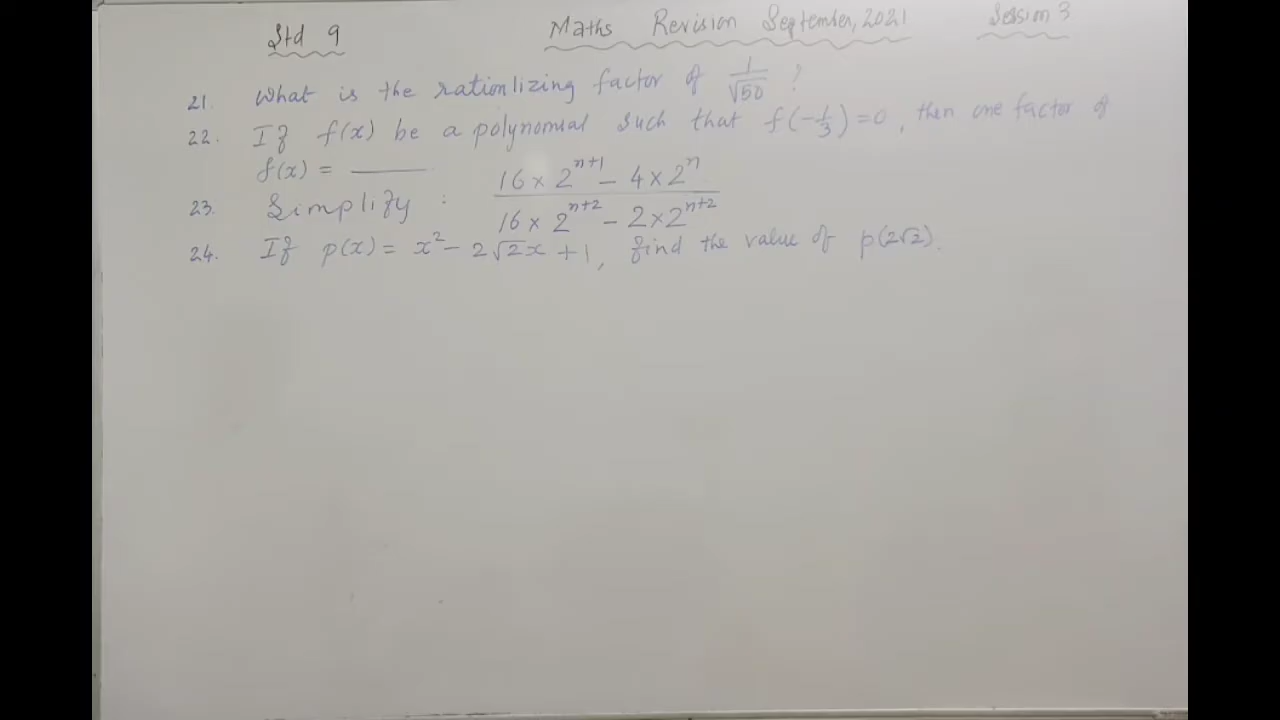 Std 9 Maths Revision September, 2021 Session 3
21. What is the rationlizing factor of 1/√50 ?
22. If f(x) be a polynomial such that f(-1/3) = 0, then one factor of
f(x) = ______
23. Simplify : (16 × 2^(n+1) - 4 × 2^n) / (16 × 2^(n+2) - 2 × 2^(n+2))
24. If p(x) = x² - 2√2x + 1, find the value of p(2√2).